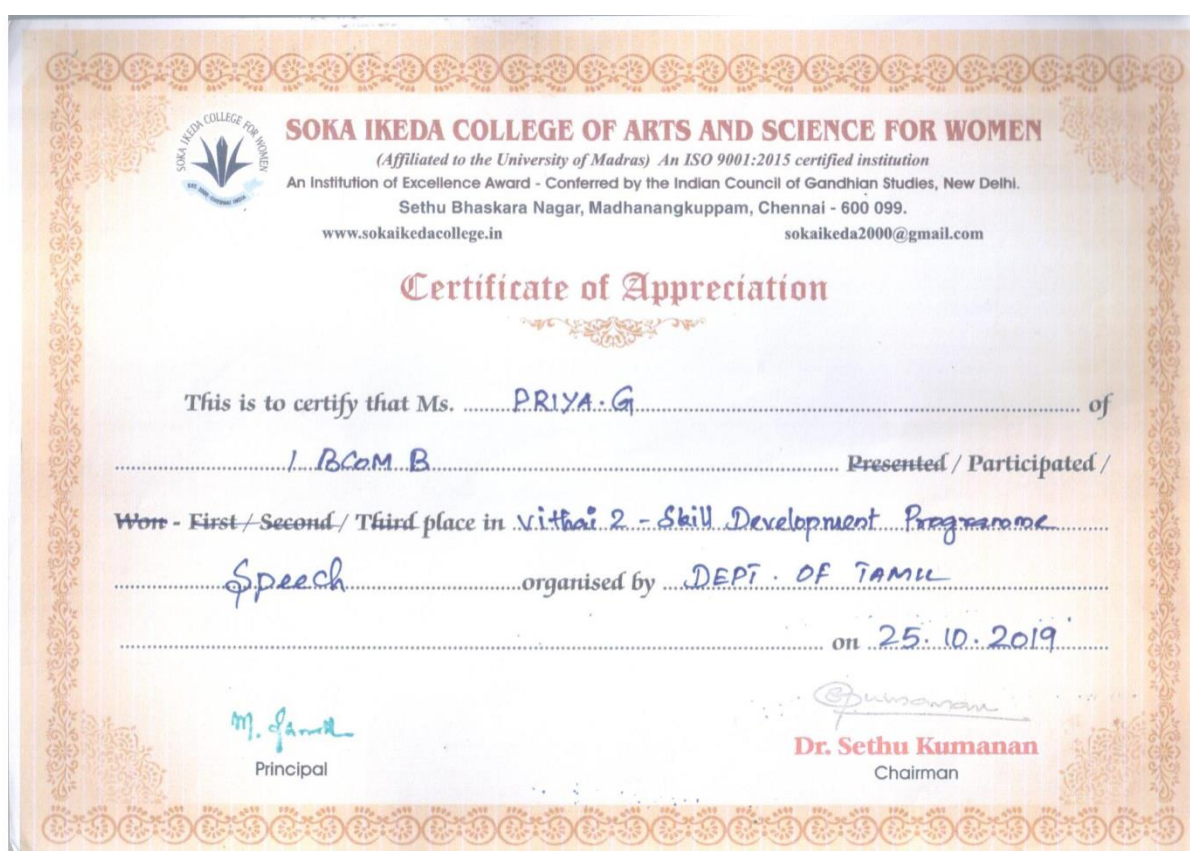 SOKA IKEDA COLLEGE FOR WOMEN
SOKA IKEDA COLLEGE OF ARTS AND SCIENCE FOR WOMEN
(Affiliated to the University of Madras) An ISO 9001:2015 certified institution
An Institution of Excellence Award - Conferred by the Indian Council of Gandhian Studies, New Delhi.
Sethu Bhaskara Nagar, Madhanangkuppam, Chennai - 600 099.
www.sokaikedacollege.in sokaikeda2000@gmail.com
Certificate of Appreciation
This is to certify that Ms. PRIYA.G of
I BCOM B Presented / Participated /
Won - First / Second / Third place in Vithai 2 - Skill Development Programme
Speech organised by DEPT. OF TAMIL
on 25.10.2019
Principal
Dr. Sethu Kumanan
Chairman